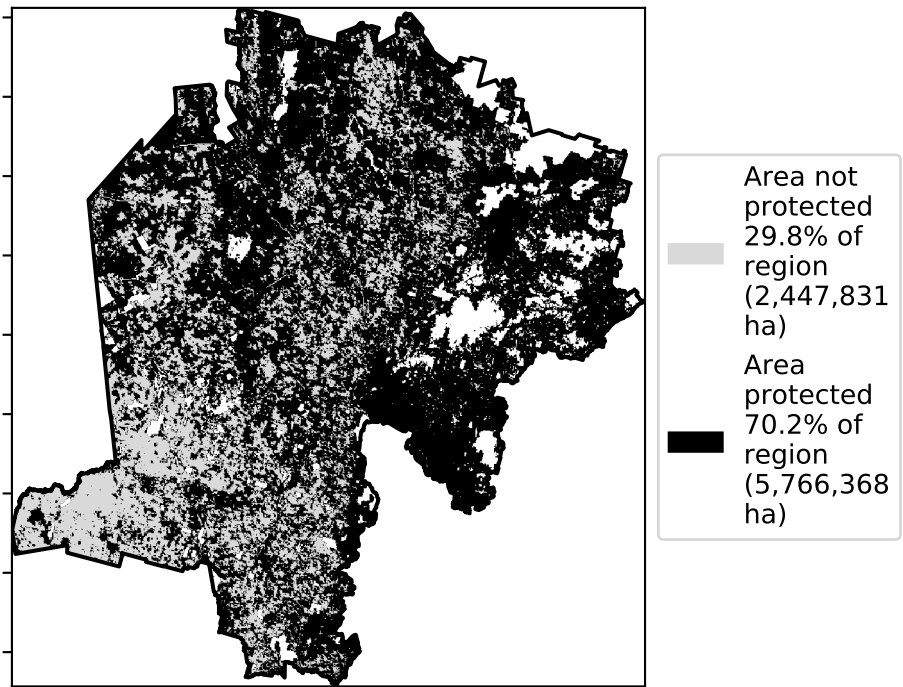 Area not
protected
29.8% of
region
(2,447,831
ha)
Area
protected
70.2% of
region
(5,766,368
ha)